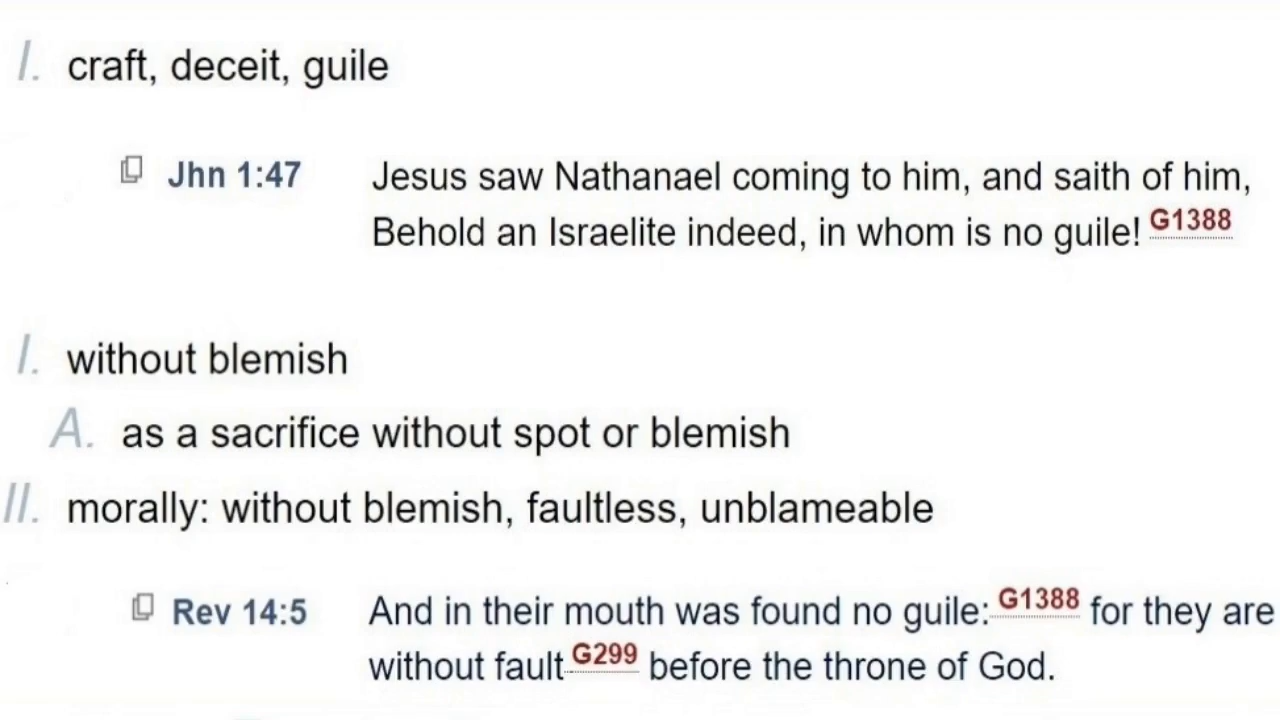 I. craft, deceit, guile
Jhn 1:47 Jesus saw Nathanael coming to him, and saith of him,
Behold an Israelite indeed, in whom is no guile! G1388
I. without blemish
A. as a sacrifice without spot or blemish
II. morally: without blemish, faultless, unblameable
Rev 14:5 And in their mouth was found no guile: G1388 for they are
without fault G299 before the throne of God.